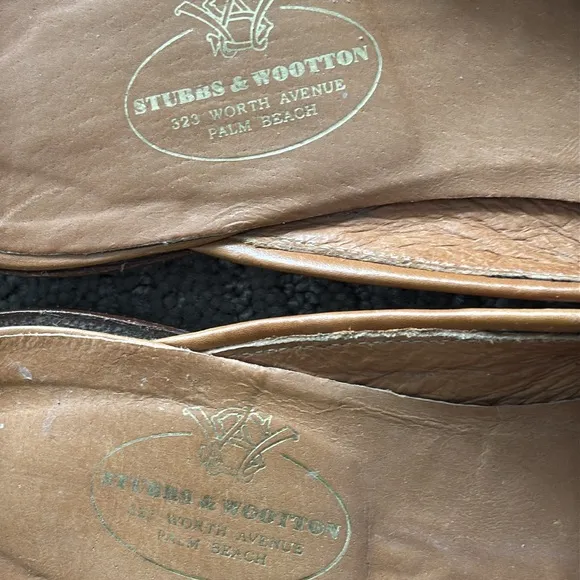 STUBBS & WOOTTON
323 WORTH AVENUE
PALM BEACH
STUBBS & WOOTTON
WORTH AVENUE
PALM BEACH